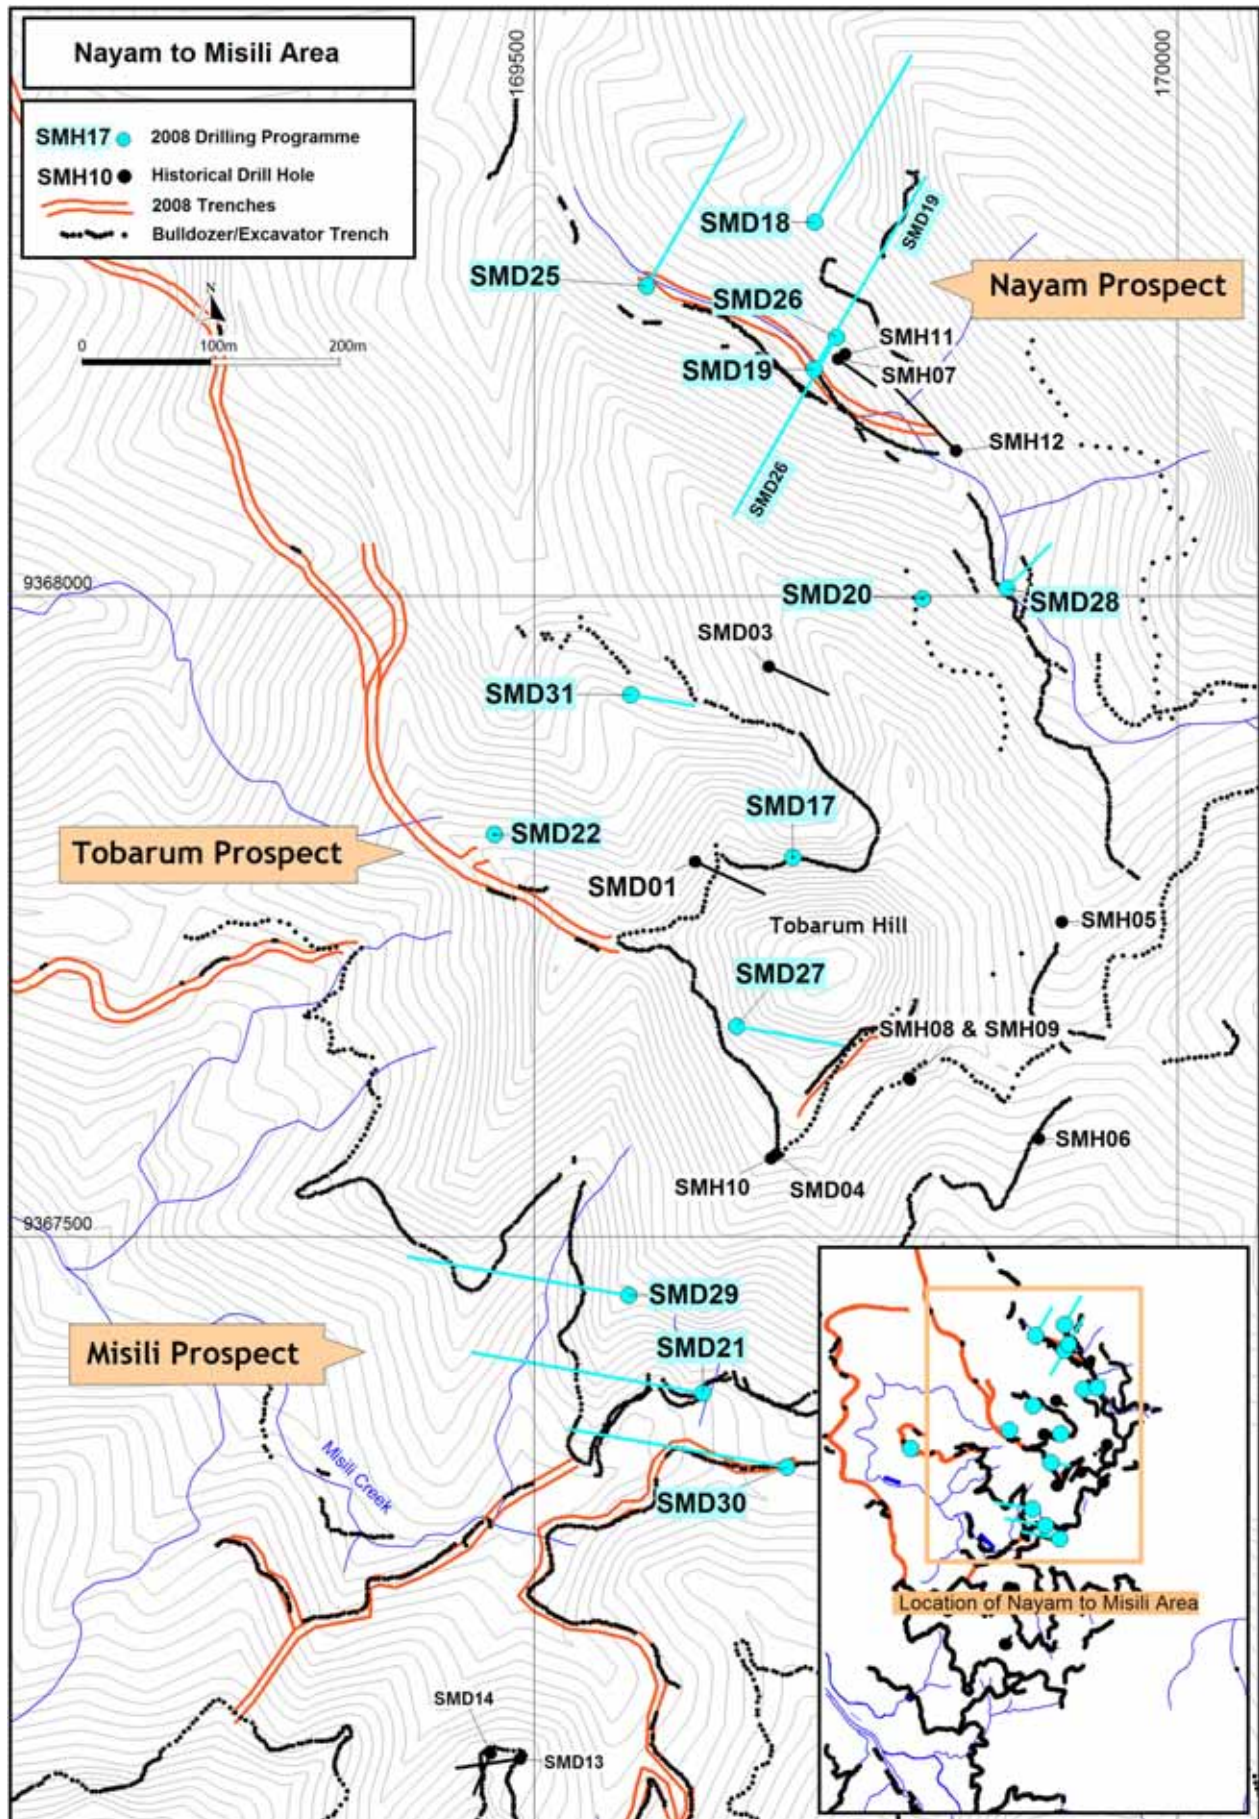 Nayam to Misili Area
169500
170000
SMH17
2008 Drilling Programme
SMH10
Historical Drill Hole
2008 Trenches
Bulldozer/Excavator Trench
SMD18
SMD19
SMD25
Nayam Prospect
SMD26
N
0
100m
200m
SMH11
SMD19
SMH07
SMH12
SMD26
9368000
SMD20
SMD28
SMD03
SMD31
SMD17
SMD22
Tobarum Prospect
SMD01
Tobarum Hill
SMH05
SMD27
SMH08 & SMH09
SMH06
SMH10
SMD04
9367500
SMD29
Misili Prospect
SMD21
Misili Creek
SMD30
Location of Nayam to Misili Area
SMD14
SMD13